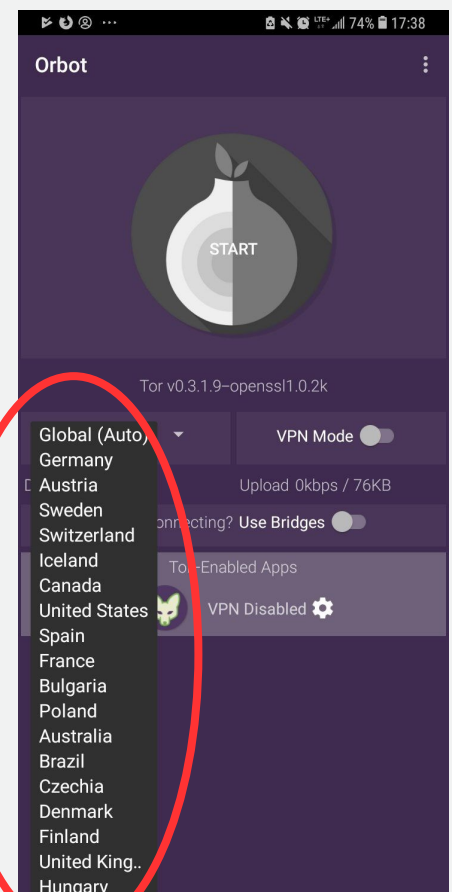 74% 17:38
Orbot
START
Tor v0.3.1.9–openssl1.0.2k
Global (Auto)
VPN Mode
Germany
Austria
Upload 0kbps / 76KB
Sweden
onnecting? Use Bridges
Switzerland
Iceland
Tor-Enabled Apps
Canada
United States
VPN Disabled
Spain
France
Bulgaria
Poland
Australia
Brazil
Czechia
Denmark
Finland
United King..
Hungary